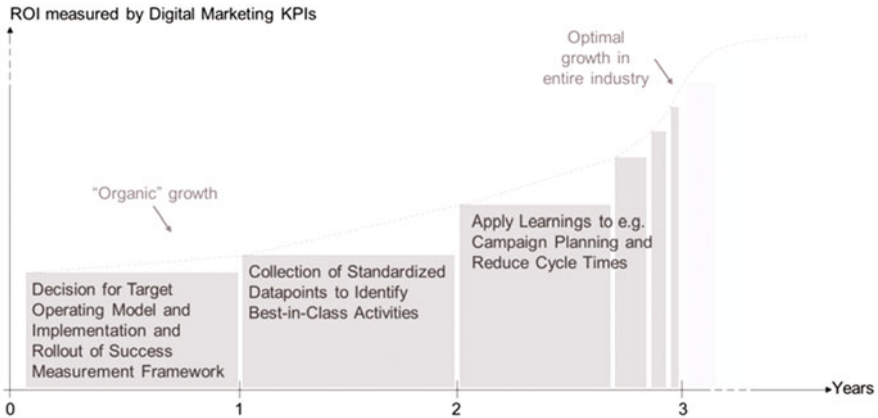 ROI measured by Digital Marketing KPIs
Optimal
growth in
entire industry
“Organic” growth
Apply Learnings to e.g.
Campaign Planning and
Reduce Cycle Times
Collection of Standardized
Datapoints to Identify
Best-in-Class Activities
Decision for Target
Operating Model and
Implementation and
Rollout of Success
Measurement Framework
Years
0
1
2
3